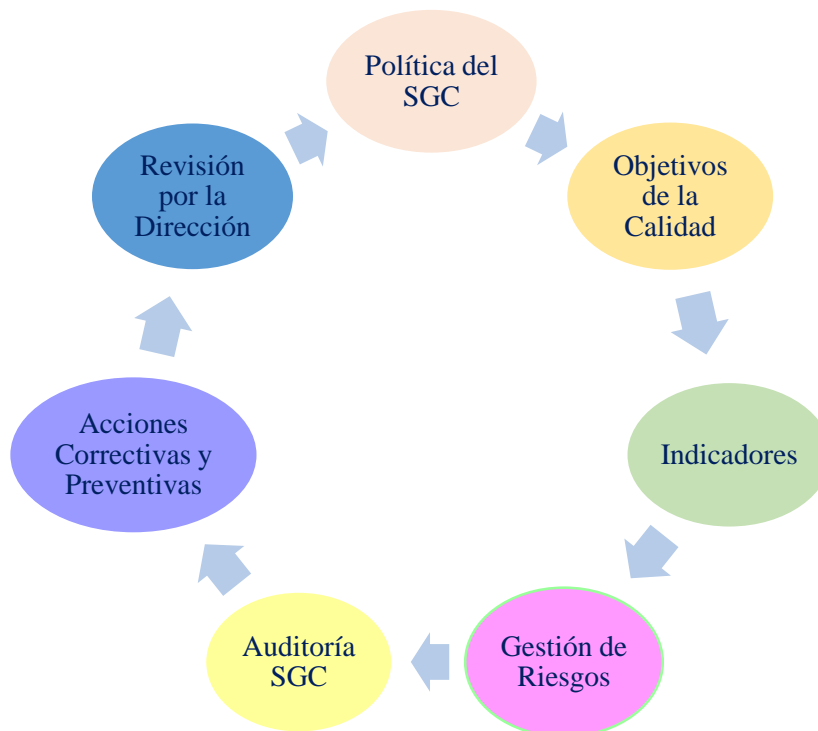 Política del
SGC
Objetivos
de la
Calidad
Indicadores
Gestión de
Riesgos
Auditoría
SGC
Acciones
Correctivas y
Preventivas
Revisión
por la
Dirección